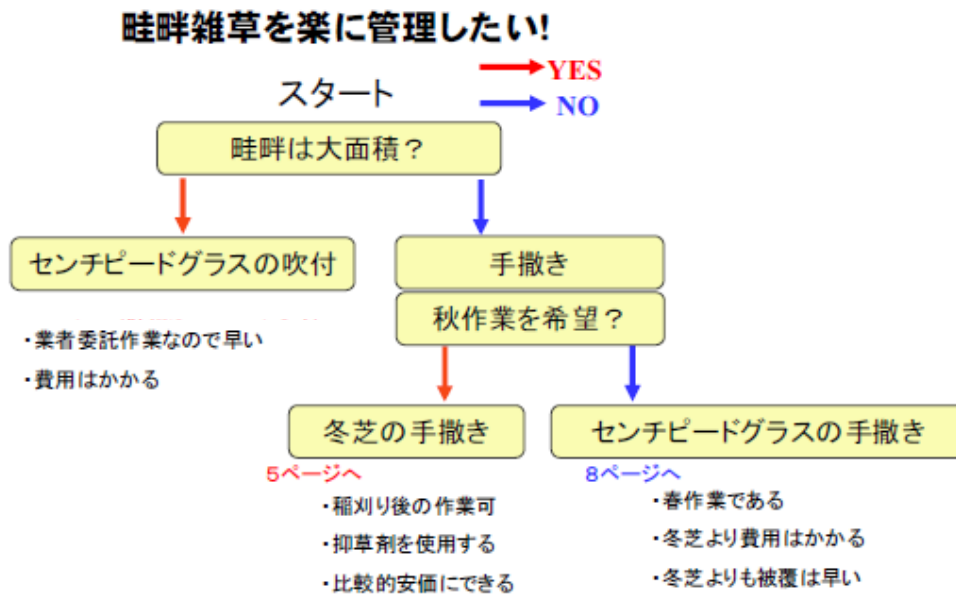 畦畔雑草を楽に管理したい!
YES
スタート
NO
畦畔は大面積？
センチピードグラスの吹付
手撒き
秋作業を希望？
・業者委託作業なので早い
・費用はかかる
冬芝の手撒き
センチピードグラスの手撒き
5ページへ
8ページへ
・稲刈り後の作業可
・抑草剤を使用する
・比較的安価にできる
・春作業である
・冬芝より費用はかかる
・冬芝よりも被覆は早い